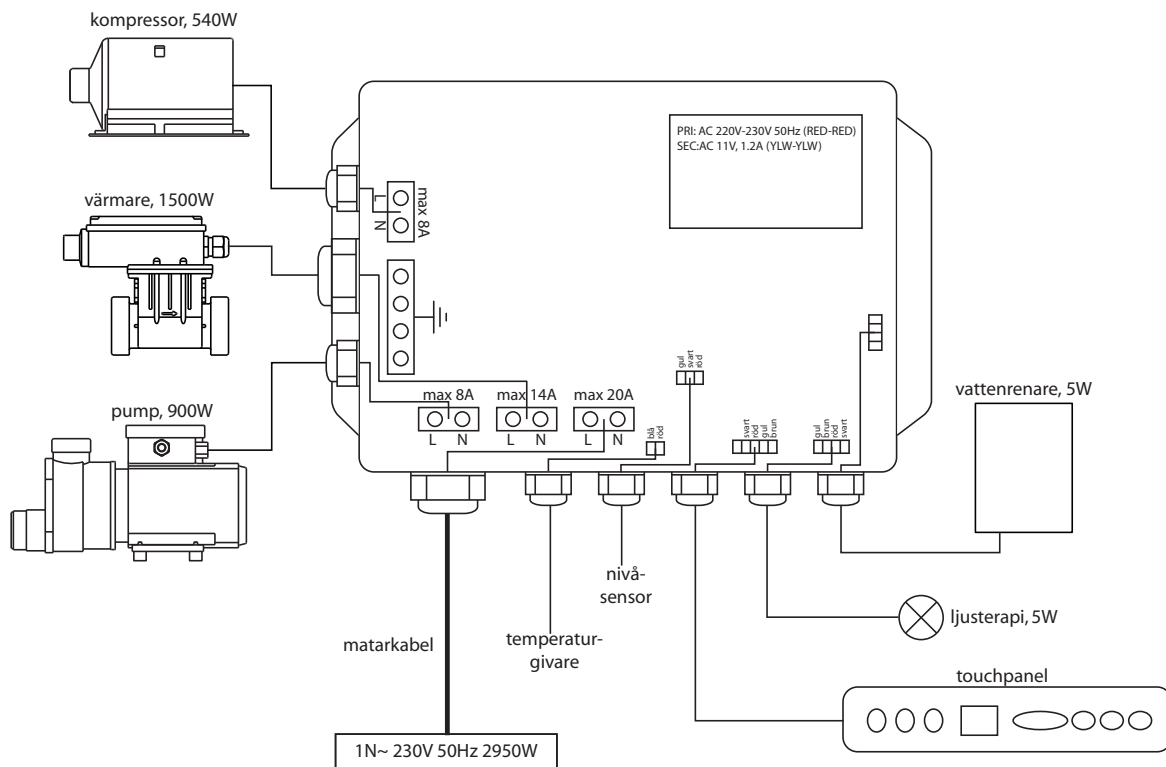 kompressor, 540W
PRI: AC 220V-230V 50Hz (RED-RED)
SEC:AC 11V, 1.2A (YLW-YLW)
L
N
max 8A
värmare, 1500W
pump, 900W
max 8A
L N
max 14A
L N
max 20A
L N
blå
röd
gul
svart
röd
svart
röd
gul
brun
gul
brun
röd
svart
vattenrenare, 5W
nivå-
sensor
ljusterapi, 5W
matarkabel
temperatur-
givare
touchpanel
1N~ 230V 50Hz 2950W